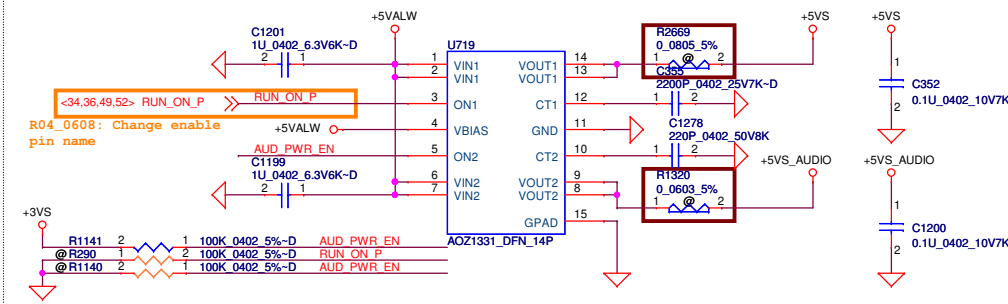 +5VALW
+5VS
+5VS
C1201
1U_0402_6.3V6K~D
2 1
U719
R2669
0_0805_5%
@
1 2
1 VIN1 VOUT1 14
2 VIN1 VOUT1 13
C355
2200P_0402_25V7K~D
1 2
1
C352
0.1U_0402_10V7K
2
<34,36,49,52> RUN_ON_P
RUN_ON_P
3 ON1 CT1 12
R04_0608: Change enable
pin name
+5VALW
4 VBIAS GND 11
C1278
220P_0402_50V8K
1 2
AUD_PWR_EN
5 ON2 CT2 10
C1199
1U_0402_6.3V6K~D
2 1
+5VS_AUDIO
+5VS_AUDIO
R1320
0_0603_5%
@
1 2
6 VIN2 VOUT2 9
7 VIN2 VOUT2 8
GPAD 15
AOZ1331_DFN_14P
1
C1200
0.1U_0402_10V7K
2
+3VS
R1141 2 1 100K_0402_5%~D AUD_PWR_EN
@ R290 1 2 100K_0402_5%~D RUN_ON_P
@ R1140 2 1 100K_0402_5%~D AUD_PWR_EN